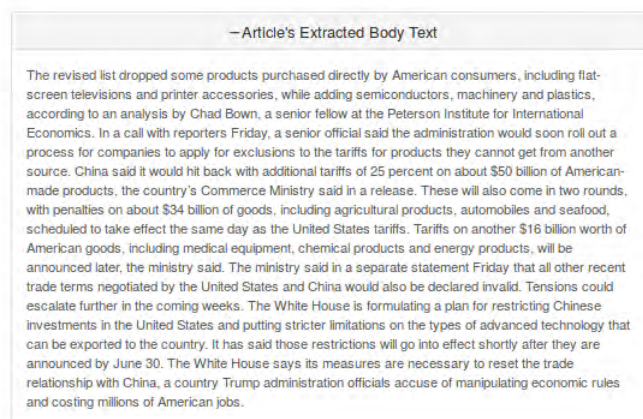 −Article's Extracted Body Text
The revised list dropped some products purchased directly by American consumers, including flat-
screen televisions and printer accessories, while adding semiconductors, machinery and plastics,
according to an analysis by Chad Bown, a senior fellow at the Peterson Institute for International
Economics. In a call with reporters Friday, a senior official said the administration would soon roll out a
process for companies to apply for exclusions to the tariffs for products they cannot get from another
source. China said it would hit back with additional tariffs of 25 percent on about $50 billion of American-
made products, the country's Commerce Ministry said in a release. These will also come in two rounds,
with penalties on about $34 billion of goods, including agricultural products, automobiles and seafood,
scheduled to take effect the same day as the United States tariffs. Tariffs on another $16 billion worth of
American goods, including medical equipment, chemical products and energy products, will be
announced later, the ministry said. The ministry said in a separate statement Friday that all other recent
trade terms negotiated by the United States and China would also be declared invalid. Tensions could
escalate further in the coming weeks. The White House is formulating a plan for restricting Chinese
investments in the United States and putting stricter limitations on the types of advanced technology that
can be exported to the country. It has said those restrictions will go into effect shortly after they are
announced by June 30. The White House says its measures are necessary to reset the trade
relationship with China, a country Trump administration officials accuse of manipulating economic rules
and costing millions of American jobs.